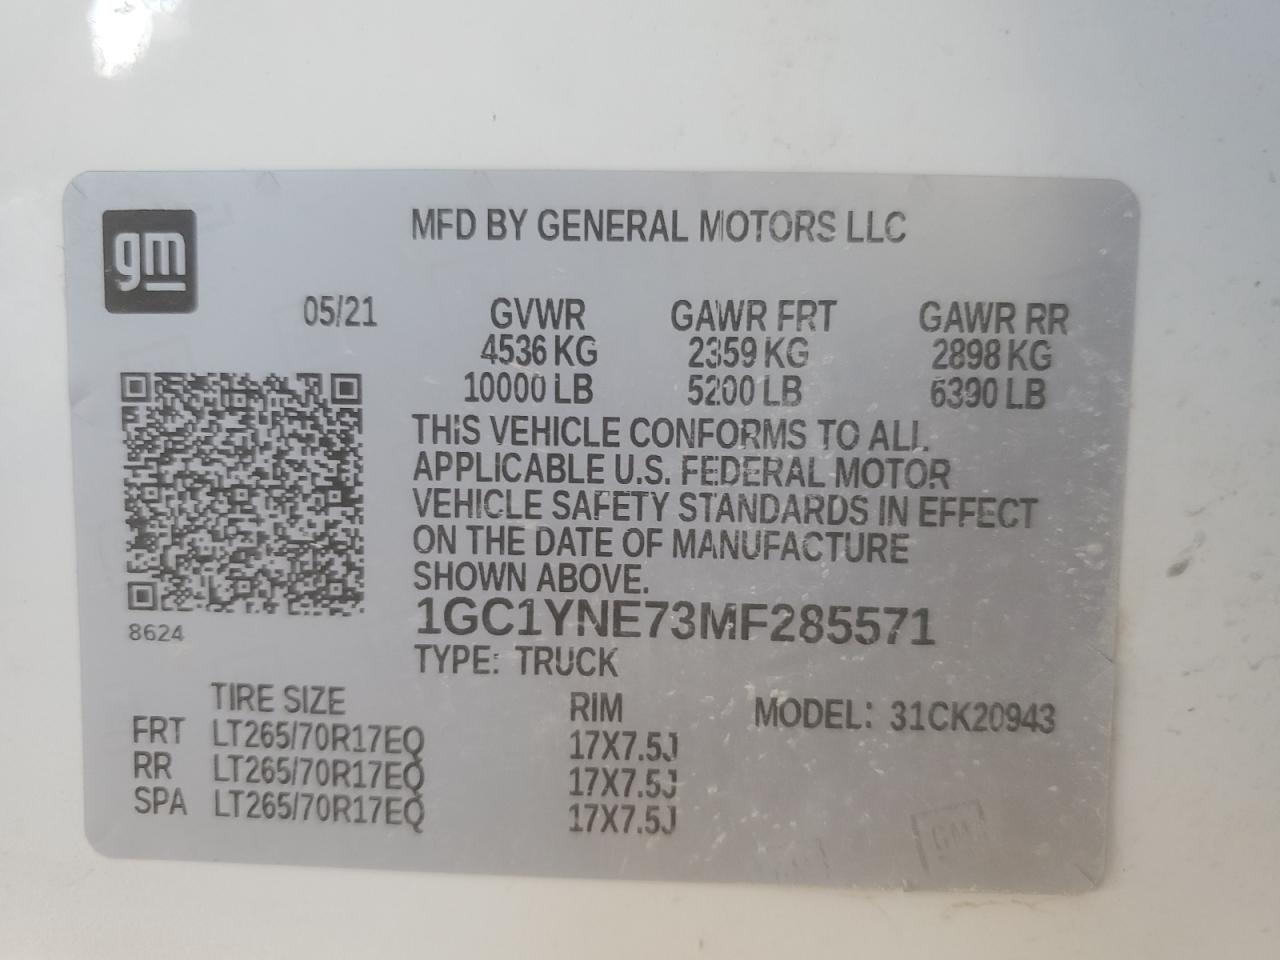 gm
MFD BY GENERAL MOTORS LLC
05/21 GVWR GAWR FRT GAWR RR
4536 KG 2359 KG 2898 KG
10000 LB 5200 LB 6390 LB
THIS VEHICLE CONFORMS TO ALL
APPLICABLE U.S. FEDERAL MOTOR
VEHICLE SAFETY STANDARDS IN EFFECT
ON THE DATE OF MANUFACTURE
SHOWN ABOVE.
1GC1YNE73MF285571
8624
TYPE: TRUCK
TIRE SIZE RIM MODEL: 31CK20943
FRT LT265/70R17EQ 17X7.5J
RR LT265/70R17EQ 17X7.5J
SPA LT265/70R17EQ 17X7.5J
GM